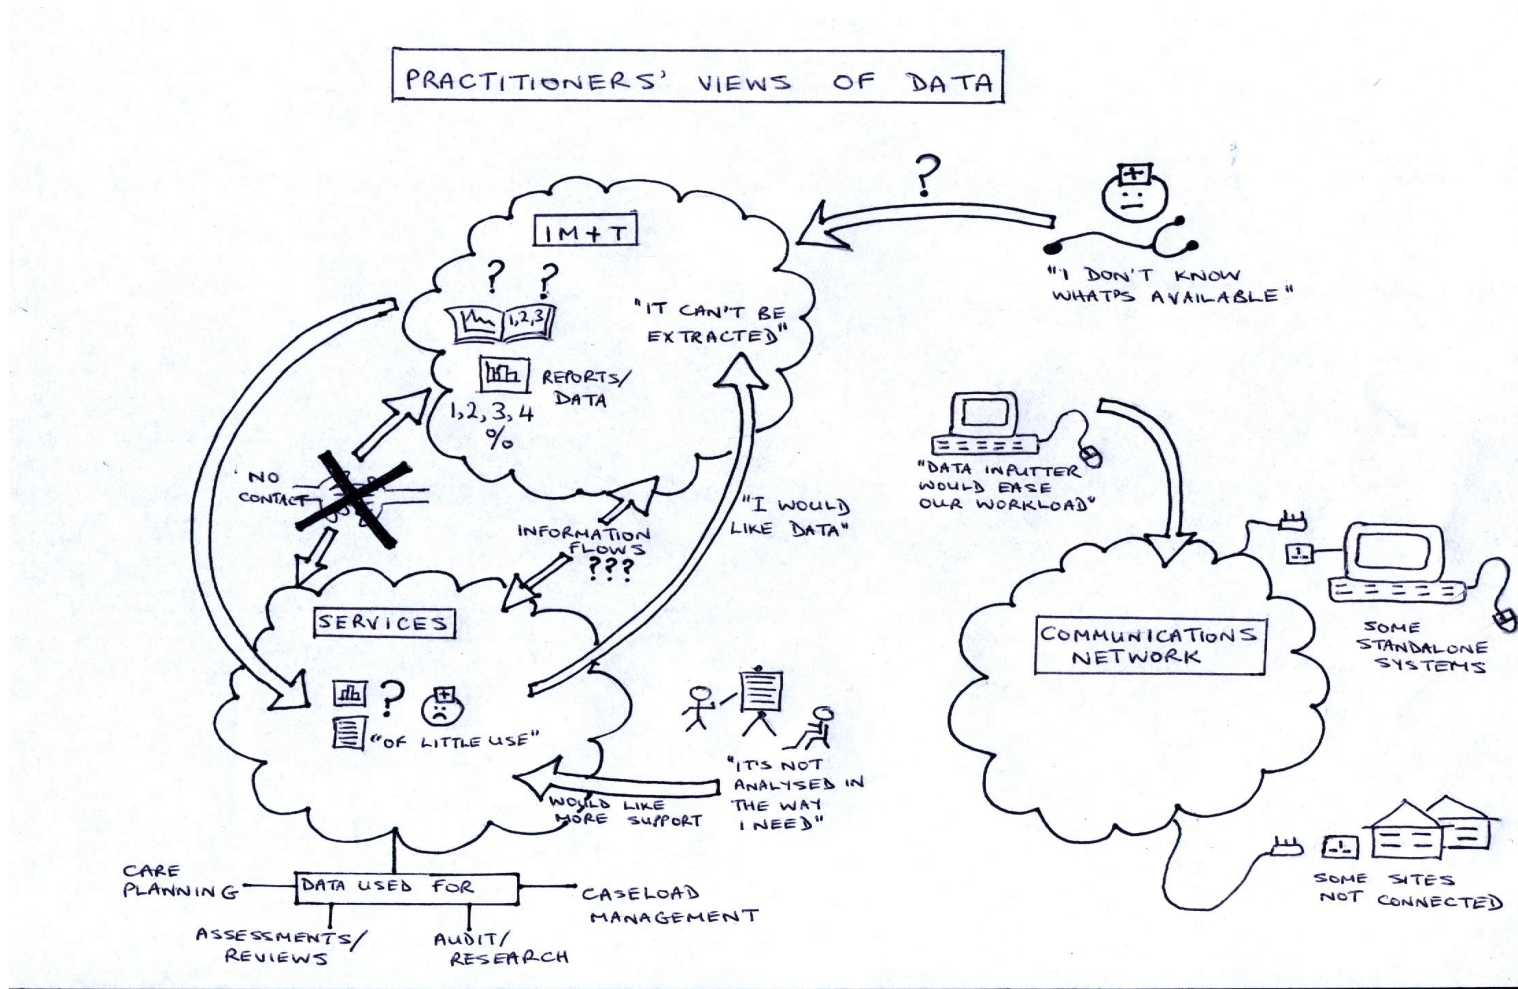 PRACTITIONERS' VIEWS OF DATA
?
IM+T
"I DON'T KNOW
WHAT'S AVAILABLE"
? ?
1,2,3
"IT CAN'T BE
EXTRACTED"
REPORTS/
DATA
1,2,3,4
%
"DATA INPUTTER
WOULD EASE
OUR WORKLOAD"
NO
CONTACT
"I WOULD
LIKE DATA"
INFORMATION
FLOWS
???
SERVICES
COMMUNICATIONS
NETWORK
SOME
STANDALONE
SYSTEMS
?
"OF LITTLE USE"
"IT'S NOT
ANALYSED IN
THE WAY
I NEED"
WOULD LIKE
MORE SUPPORT
CARE
PLANNING
DATA USED FOR
CASELOAD
MANAGEMENT
ASSESSMENTS/
REVIEWS
AUDIT/
RESEARCH
SOME SITES
NOT CONNECTED